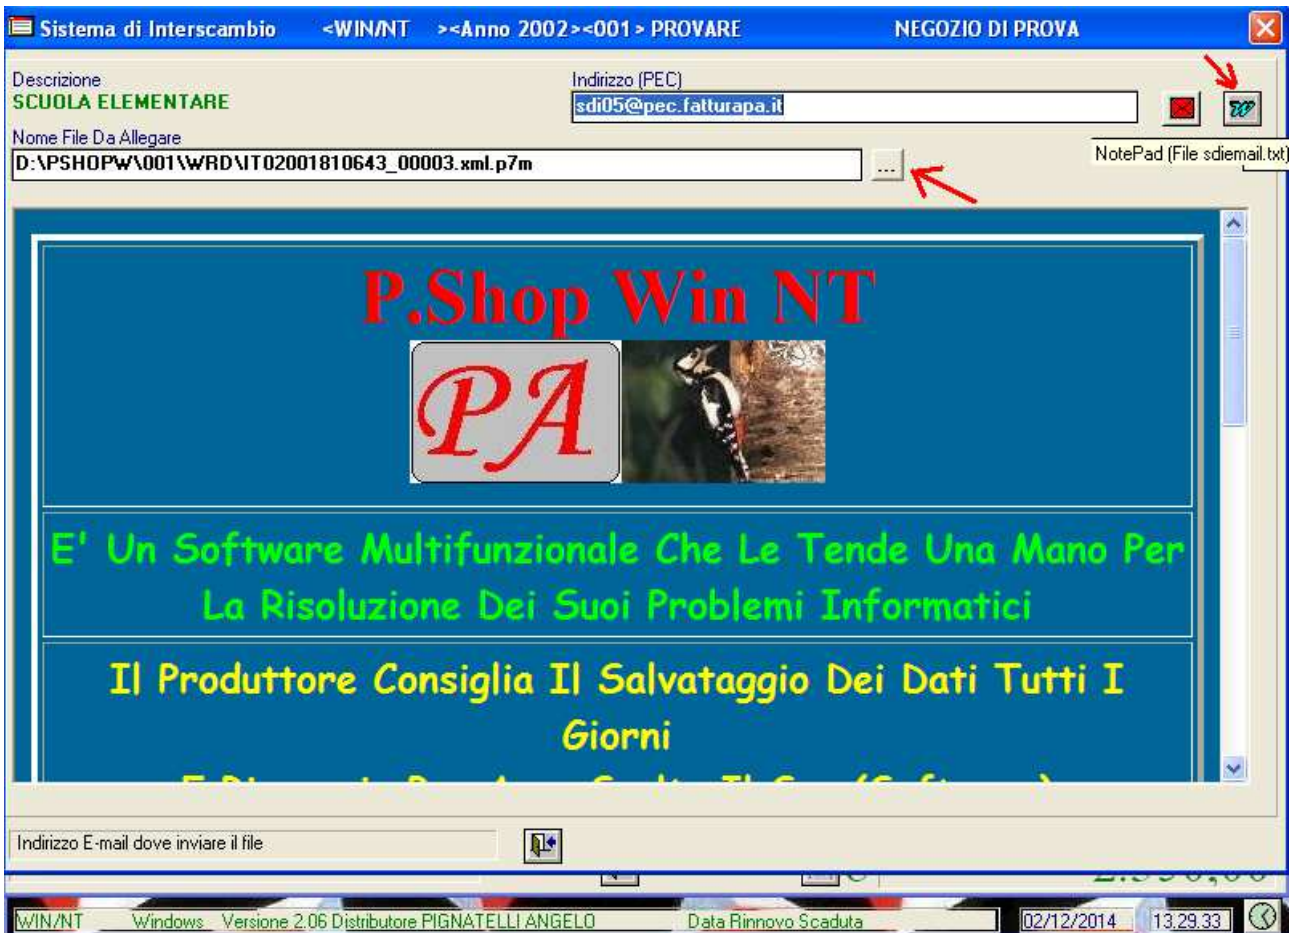 Sistema di Interscambio <WIN/NT ><Anno 2002><001> PROVARE NEGOZIO DI PROVA
Descrizione
SCUOLA ELEMENTARE
Indirizzo (PEC)
sdi05@pec.fatturapa.it
Nome File Da Allegare
D:\PSHOPW\001\WRD\IT02001810643_00003.xml.p7m
...
NotePad (File sdiemail.txt)
P.Shop Win NT
PA
E' Un Software Multifunzionale Che Le Tende Una Mano Per
La Risoluzione Dei Suoi Problemi Informatici
Il Produttore Consiglia Il Salvataggio Dei Dati Tutti I
Giorni
Indirizzo E-mail dove inviare il file
WIN/NT Windows Versione 2.06 Distributore PIGNATELLI ANGELO Data Rinnovo Scaduta 02/12/2014 13.29.33